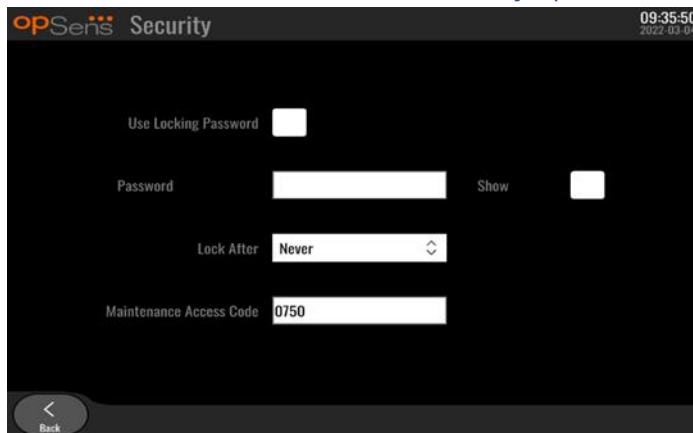 opSens Security 09:35:50
2022-03-04
Use Locking Password
Password Show
Lock After Never
Maintenance Access Code 0750
Back